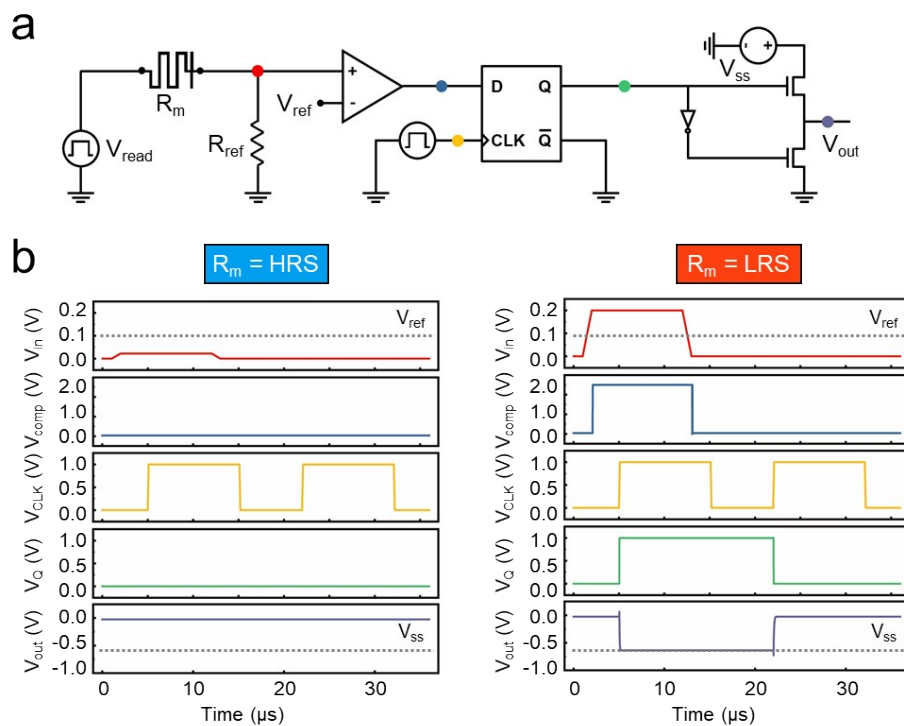 a
Rm
Vread
Rref
+
-
Vref
D Q
CLK Q̅
- +
Vss
Vout
b
Rm = HRS
Rm = LRS
Vin (V)
0.2
0.1
0.0
Vref
Vcomp (V)
2.0
1.0
0.0
VCLK (V)
1.0
0.5
0.0
VQ (V)
1.0
0.5
0.0
Vout (V)
0.0
-0.5
-1.0
Vss
0 10 20 30
Time (μs)
Vin (V)
0.2
0.1
0.0
Vref
Vcomp (V)
2.0
1.0
0.0
VCLK (V)
1.0
0.5
0.0
VQ (V)
1.0
0.5
0.0
Vout (V)
0.0
-0.5
-1.0
Vss
0 10 20 30
Time (μs)